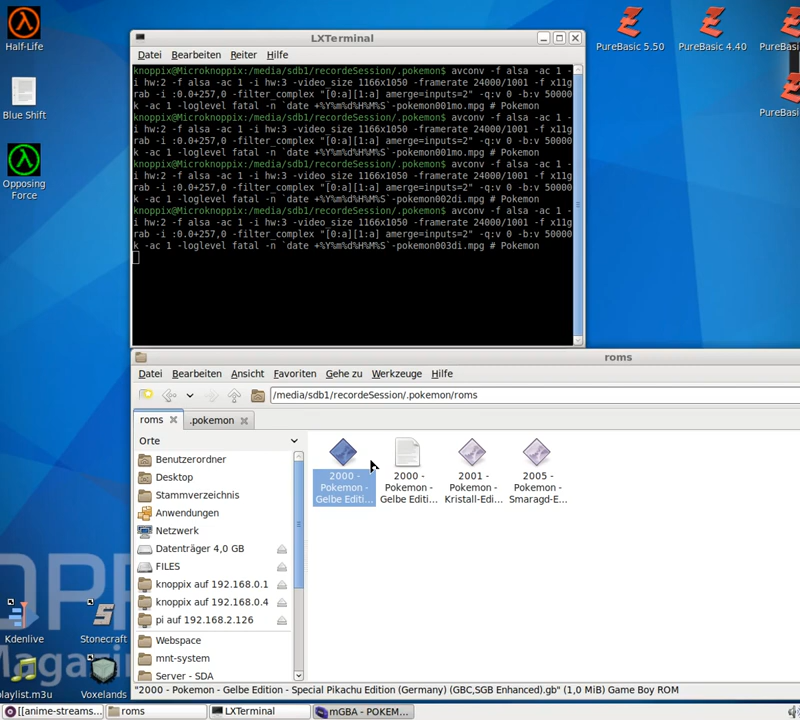 Half-Life
Blue Shift
Opposing
Force
PureBasic 5.50
PureBasic 4.40
PureBasi
PureBasi
LXTerminal
Datei Bearbeiten Reiter Hilfe
knoppix@Microknoppix:/media/sdb1/recordeSession/.pokemon$ avconv -f alsa -ac 1 -
i hw:2 -f alsa -ac 1 -i hw:3 -video_size 1166x1050 -framerate 24000/1001 -f x11g
rab -i :0.0+257,0 -filter_complex "[0:a][1:a] amerge=inputs=2" -q:v 0 -b:v 50000
k -ac 1 -loglevel fatal -n `date +%Y%m%d%H%M%S`-pokemon001mo.mpg # Pokemon
knoppix@Microknoppix:/media/sdb1/recordeSession/.pokemon$ avconv -f alsa -ac 1 -
i hw:2 -f alsa -ac 1 -i hw:3 -video_size 1166x1050 -framerate 24000/1001 -f x11g
rab -i :0.0+257,0 -filter_complex "[0:a][1:a] amerge=inputs=2" -q:v 0 -b:v 50000
k -ac 1 -loglevel fatal -n `date +%Y%m%d%H%M%S`-pokemon001mo.mpg # Pokemon
knoppix@Microknoppix:/media/sdb1/recordeSession/.pokemon$ avconv -f alsa -ac 1 -
i hw:2 -f alsa -ac 1 -i hw:3 -video_size 1166x1050 -framerate 24000/1001 -f x11g
rab -i :0.0+257,0 -filter_complex "[0:a][1:a] amerge=inputs=2" -q:v 0 -b:v 50000
k -ac 1 -loglevel fatal -n `date +%Y%m%d%H%M%S`-pokemon002di.mpg # Pokemon
knoppix@Microknoppix:/media/sdb1/recordeSession/.pokemon$ avconv -f alsa -ac 1 -
i hw:2 -f alsa -ac 1 -i hw:3 -video_size 1166x1050 -framerate 24000/1001 -f x11g
rab -i :0.0+257,0 -filter_complex "[0:a][1:a] amerge=inputs=2" -q:v 0 -b:v 50000
k -ac 1 -loglevel fatal -n `date +%Y%m%d%H%M%S`-pokemon003di.mpg # Pokemon
roms
Datei Bearbeiten Ansicht Favoriten Gehe zu Werkzeuge Hilfe
/media/sdb1/recordeSession/.pokemon/roms
roms .pokemon
Orte
Benutzerordner
Desktop
Stammverzeichnis
Anwendungen
Netzwerk
Datenträger 4,0 GB
FILES
knoppix auf 192.168.0.1
knoppix auf 192.168.0.4
pi auf 192.168.2.126
Webspace
mnt-system
Server - SDA
2000 -
Pokemon -
Gelbe Editi...
2000 -
Pokemon -
Gelbe Editi...
2001 -
Pokemon -
Kristall-Edi...
2005 -
Pokemon -
Smaragd-E...
"2000 - Pokemon - Gelbe Edition - Special Pikachu Edition (Germany) (GBC,SGB Enhanced).gb" (1,0 MiB) Game Boy ROM
Kdenlive
Stonecraft
playlist.m3u
Voxelands
Magazin
[[anime-streams... roms LXTerminal mGBA - POKEM...